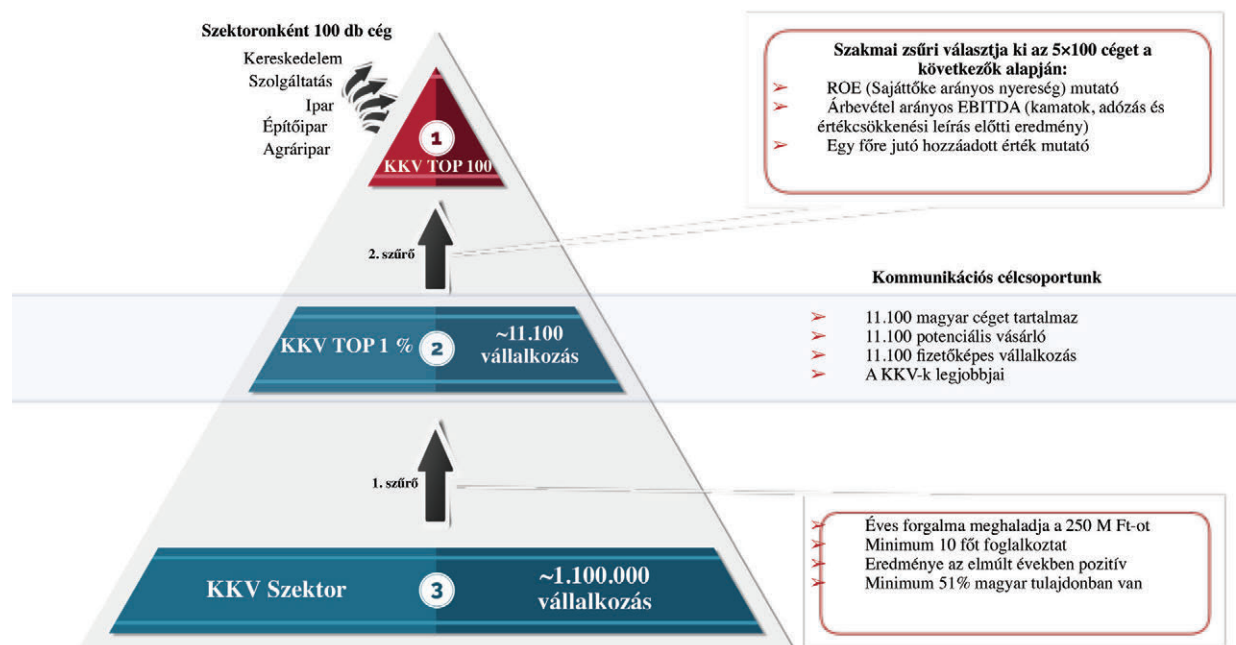 Szektoronként 100 db cég
Kereskedelem
Szolgáltatás
Ipar
Építőipar
Agráripar
1
KKV TOP 100
Szakmai zsűri választja ki az 5×100 céget a
következők alapján:
ROE (Sajáttőke arányos nyereség) mutató
Árbevétel arányos EBITDA (kamatok, adózás és
értékcsökkenési leírás előtti eredmény)
Egy főre jutó hozzáadott érték mutató
2. szűrő
KKV TOP 1 %
2
~11.100
vállalkozás
Kommunikációs célcsoportunk
11.100 magyar céget tartalmaz
11.100 potenciális vásárló
11.100 fizetőképes vállalkozás
A KKV-k legjobbjai
1. szűrő
KKV Szektor
3
~1.100.000
vállalkozás
Éves forgalma meghaladja a 250 M Ft-ot
Minimum 10 főt foglalkoztat
Eredménye az elmúlt években pozitív
Minimum 51% magyar tulajdonban van